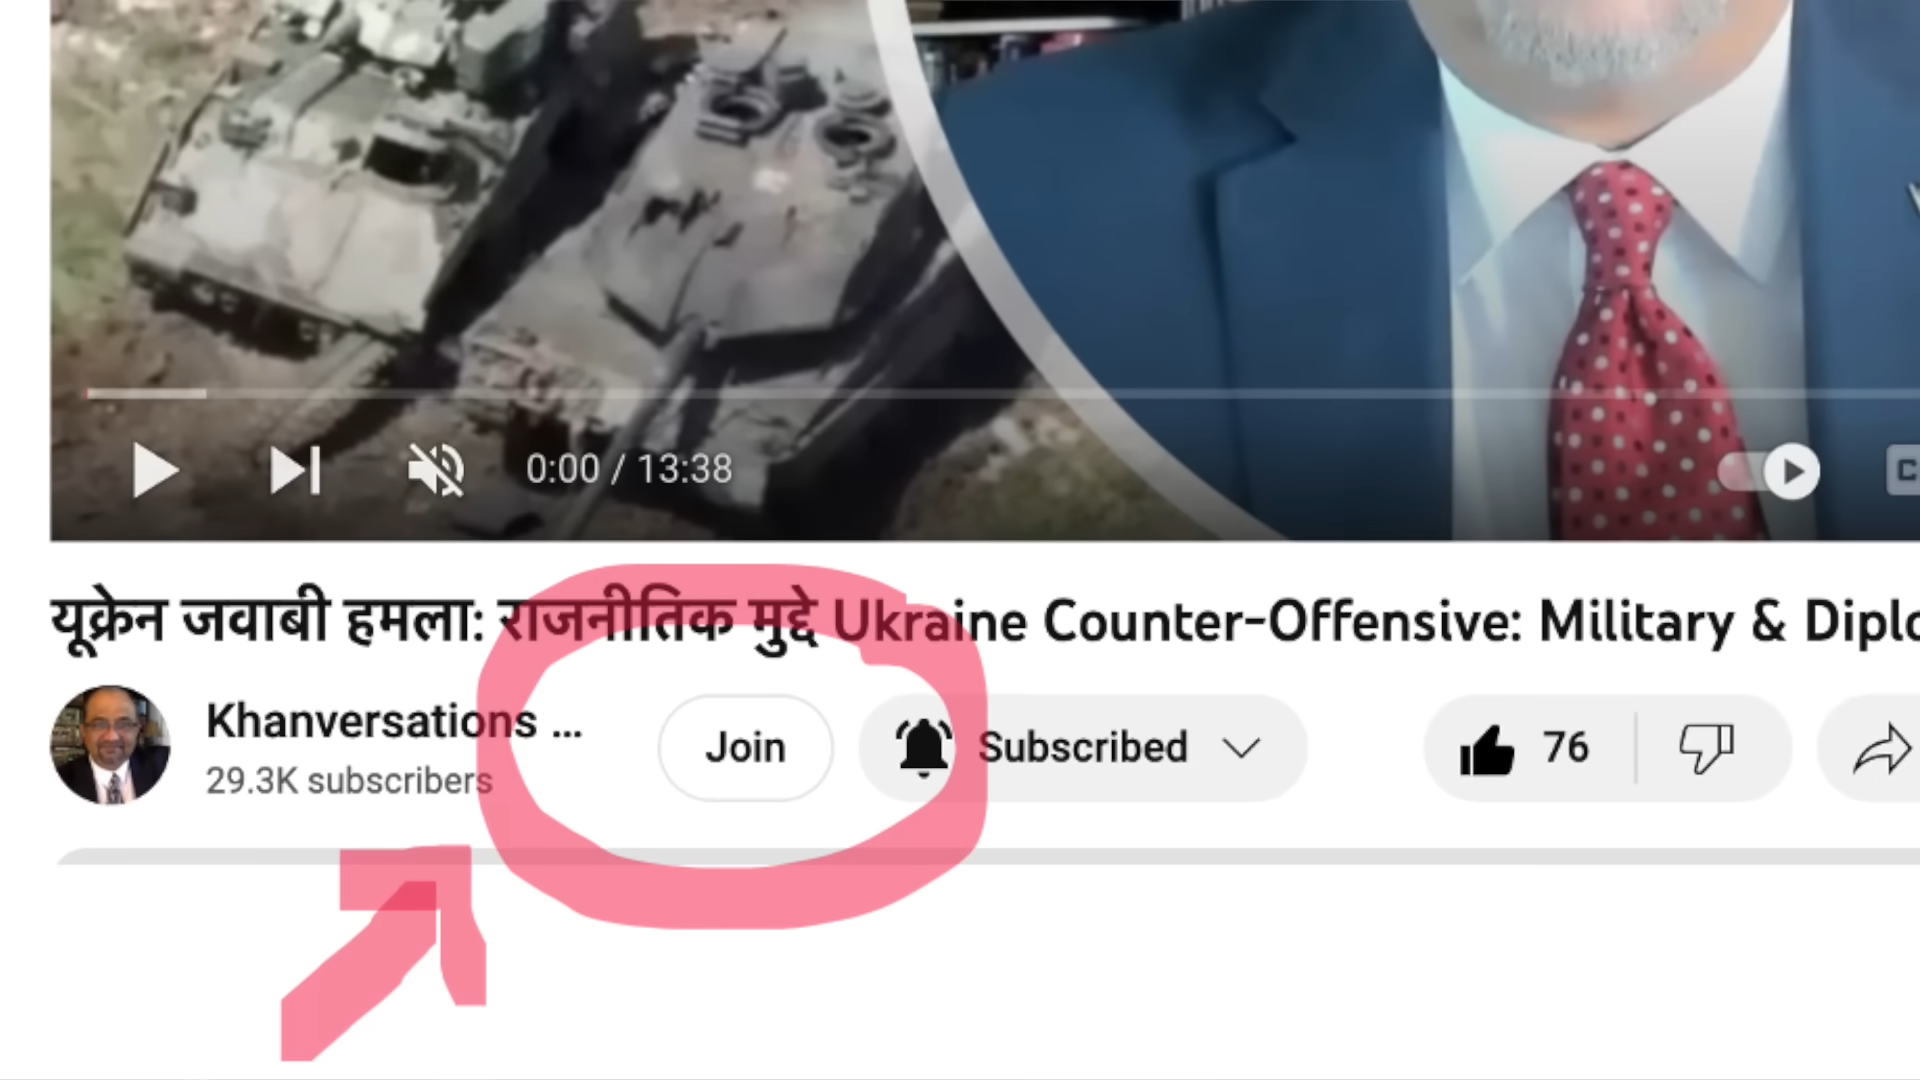 0:00 / 13:38
यूक्रेन जवाबी हमला: राजनीतिक मुद्दे Ukraine Counter-Offensive: Military & Diplo
Khanversations ...
29.3K subscribers
Join
Subscribed
76